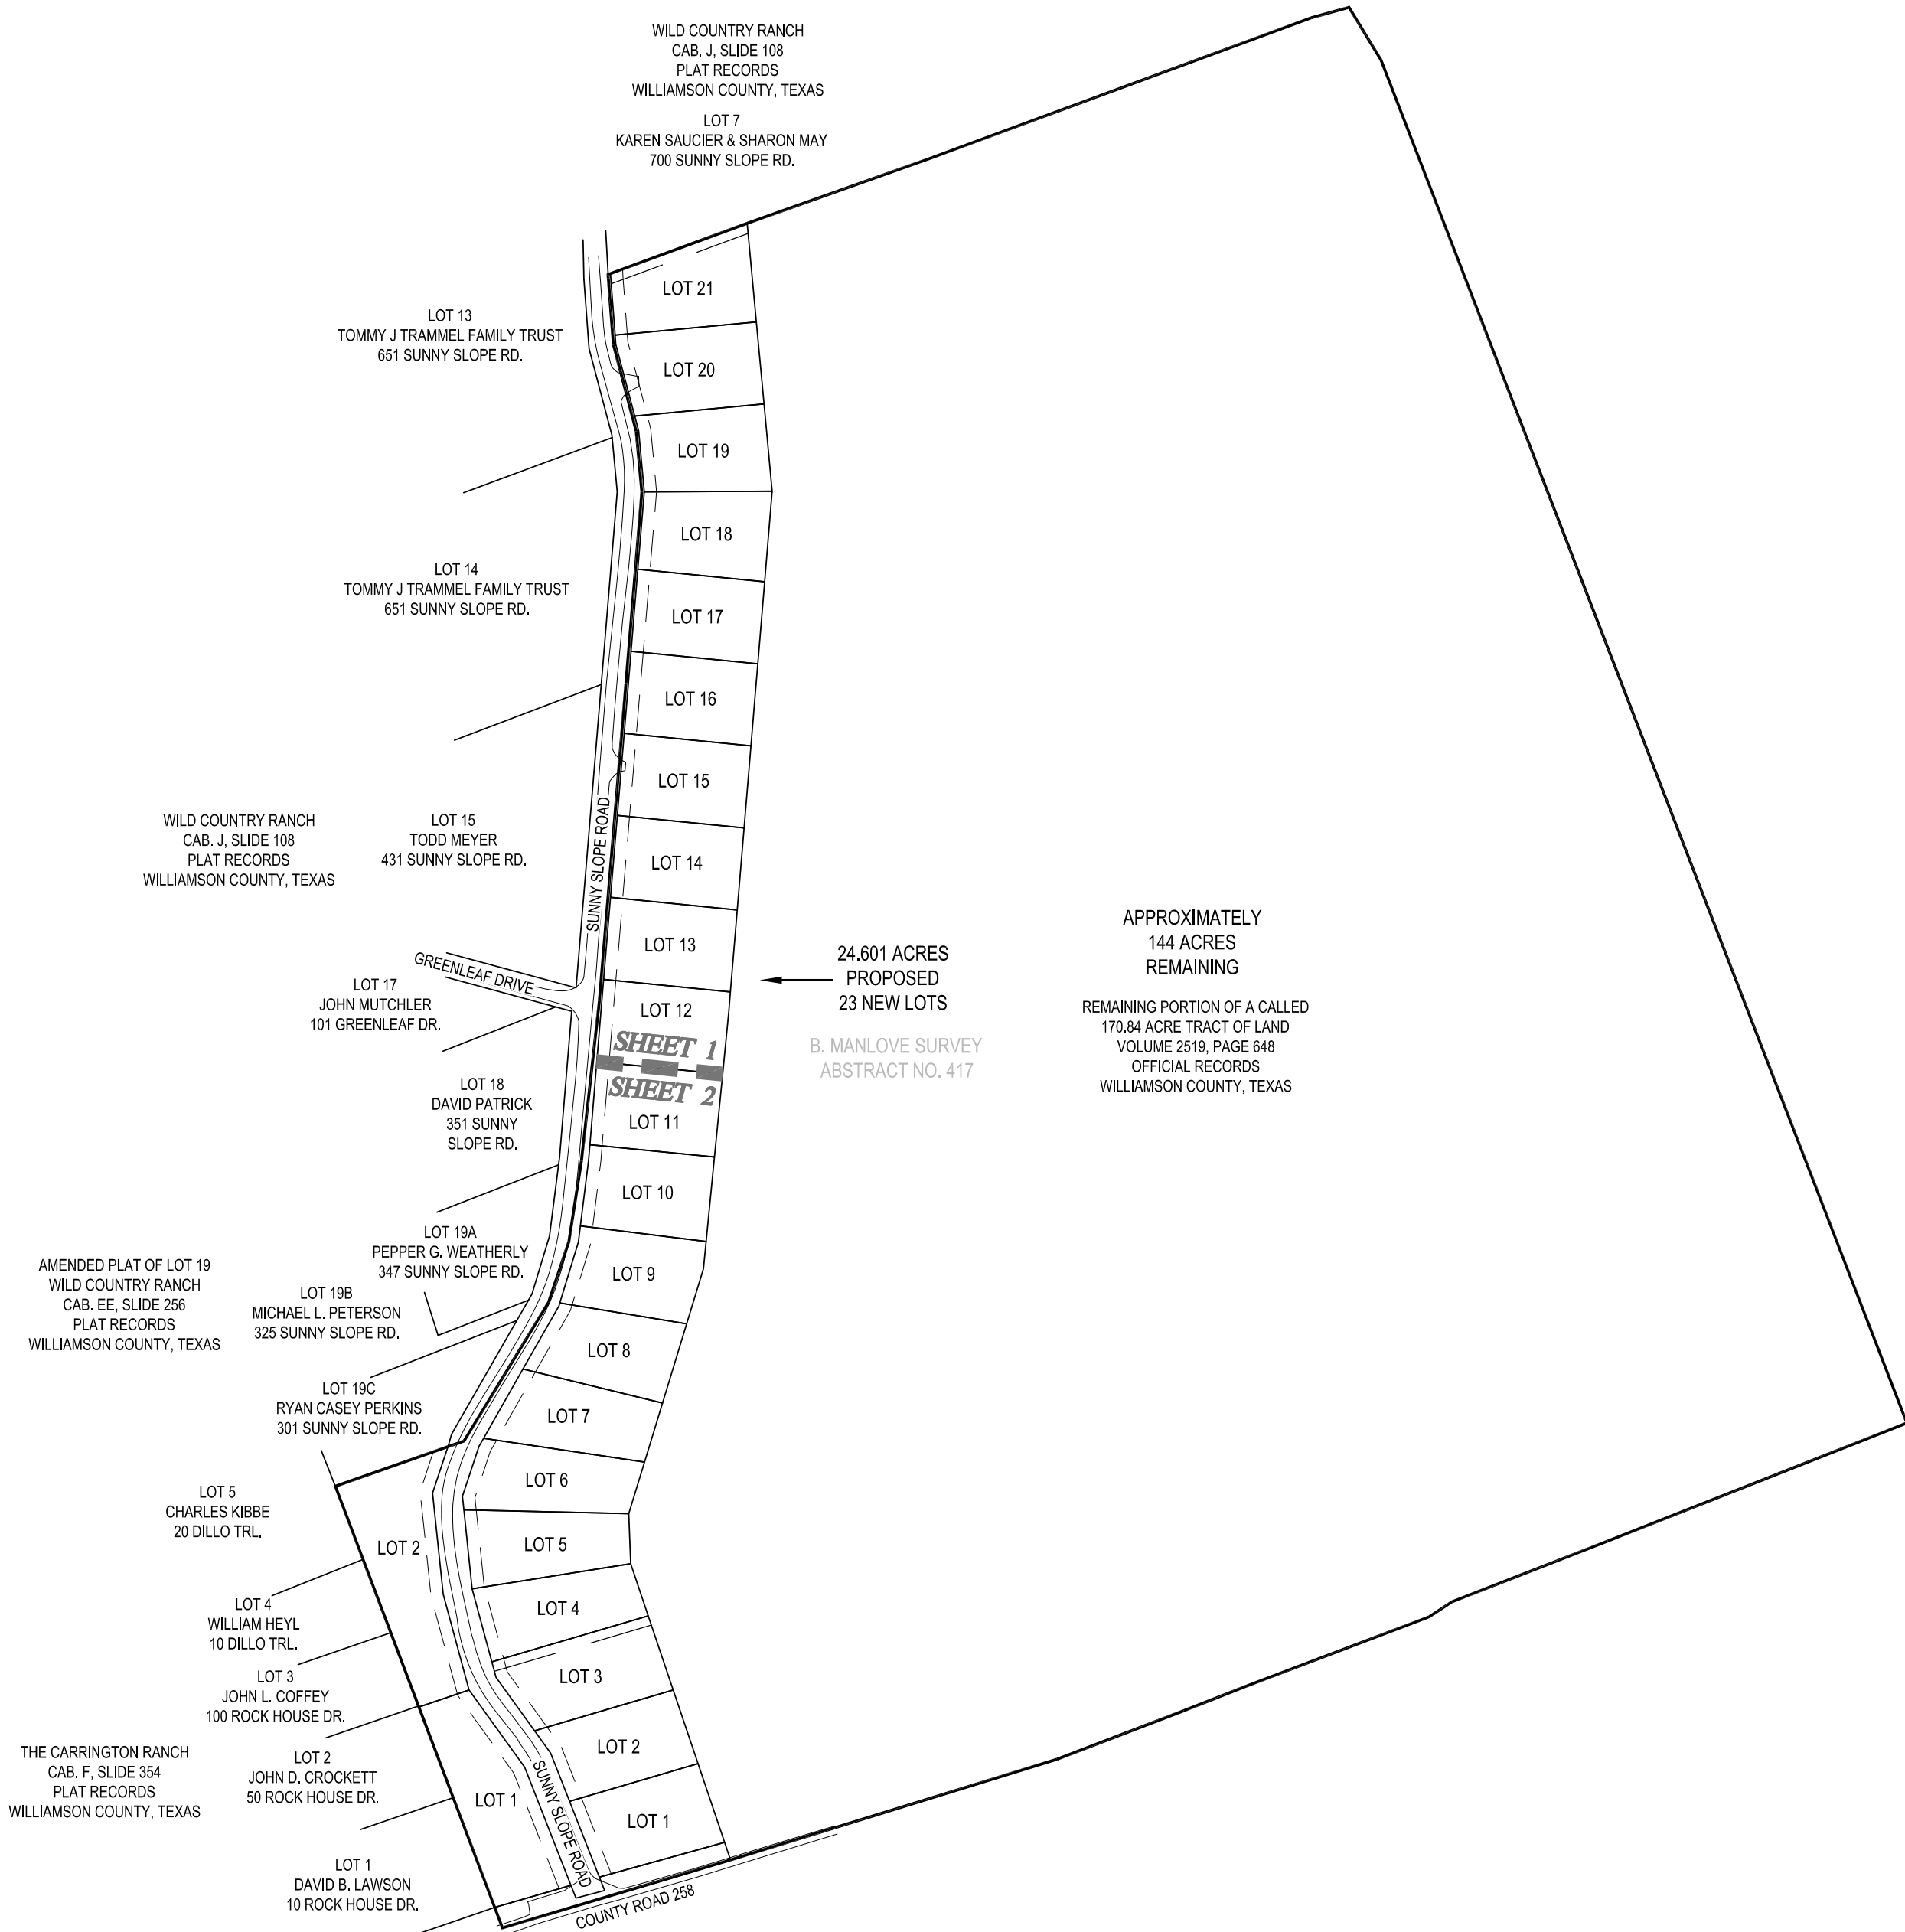 WILD COUNTRY RANCH
CAB. J, SLIDE 108
PLAT RECORDS
WILLIAMSON COUNTY, TEXAS
LOT 7
KAREN SAUCIER & SHARON MAY
700 SUNNY SLOPE RD.
LOT 21
LOT 13
TOMMY J TRAMMEL FAMILY TRUST
651 SUNNY SLOPE RD.
LOT 20
LOT 19
LOT 18
LOT 14
TOMMY J TRAMMEL FAMILY TRUST
651 SUNNY SLOPE RD.
LOT 17
LOT 16
LOT 15
WILD COUNTRY RANCH
CAB. J, SLIDE 108
PLAT RECORDS
WILLIAMSON COUNTY, TEXAS
LOT 15
TODD MEYER
431 SUNNY SLOPE RD.
SUNNY SLOPE ROAD
LOT 14
LOT 13
24.601 ACRES
PROPOSED
23 NEW LOTS
B. MANLOVE SURVEY
ABSTRACT NO. 417
APPROXIMATELY
144 ACRES
REMAINING
REMAINING PORTION OF A CALLED
170.84 ACRE TRACT OF LAND
VOLUME 2519, PAGE 648
OFFICIAL RECORDS
WILLIAMSON COUNTY, TEXAS
GREENLEAF DRIVE
LOT 17
JOHN MUTCHLER
101 GREENLEAF DR.
LOT 12
SHEET 1
SHEET 2
LOT 18
DAVID PATRICK
351 SUNNY
SLOPE RD.
LOT 11
LOT 10
LOT 19A
PEPPER G. WEATHERLY
347 SUNNY SLOPE RD.
LOT 9
AMENDED PLAT OF LOT 19
WILD COUNTRY RANCH
CAB. EE, SLIDE 256
PLAT RECORDS
WILLIAMSON COUNTY, TEXAS
LOT 19B
MICHAEL L. PETERSON
325 SUNNY SLOPE RD.
LOT 8
LOT 19C
RYAN CASEY PERKINS
301 SUNNY SLOPE RD.
LOT 7
LOT 6
LOT 5
CHARLES KIBBE
20 DILLO TRL.
LOT 2
LOT 5
LOT 4
WILLIAM HEYL
10 DILLO TRL.
LOT 4
LOT 3
JOHN L. COFFEY
100 ROCK HOUSE DR.
LOT 3
THE CARRINGTON RANCH
CAB. F, SLIDE 354
PLAT RECORDS
WILLIAMSON COUNTY, TEXAS
LOT 2
JOHN D. CROCKETT
50 ROCK HOUSE DR.
LOT 2
LOT 1
SUNNY SLOPE ROAD
LOT 1
LOT 1
DAVID B. LAWSON
10 ROCK HOUSE DR.
COUNTY ROAD 258